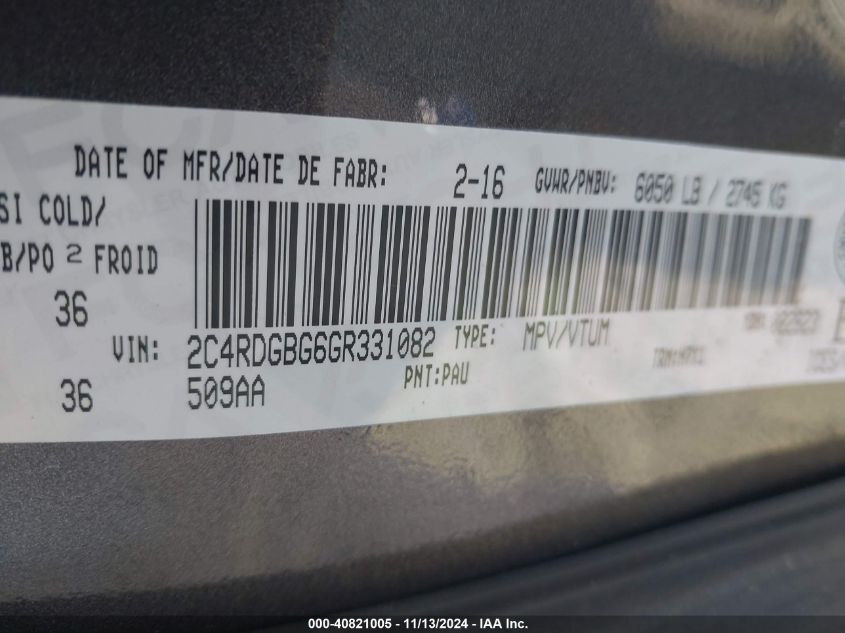 DATE OF MFR/DATE DE FABR: 2-16 GVWR/PNBV: 6050 LB / 2745 KG
SI COLD/
B/PO 2 FROID
36
VIN: 2C4RDGBG6GR331082 TYPE: MPV/VTUM
36 509AA PNT:PAU
000-40821005 - 11/13/2024 - IAA Inc.